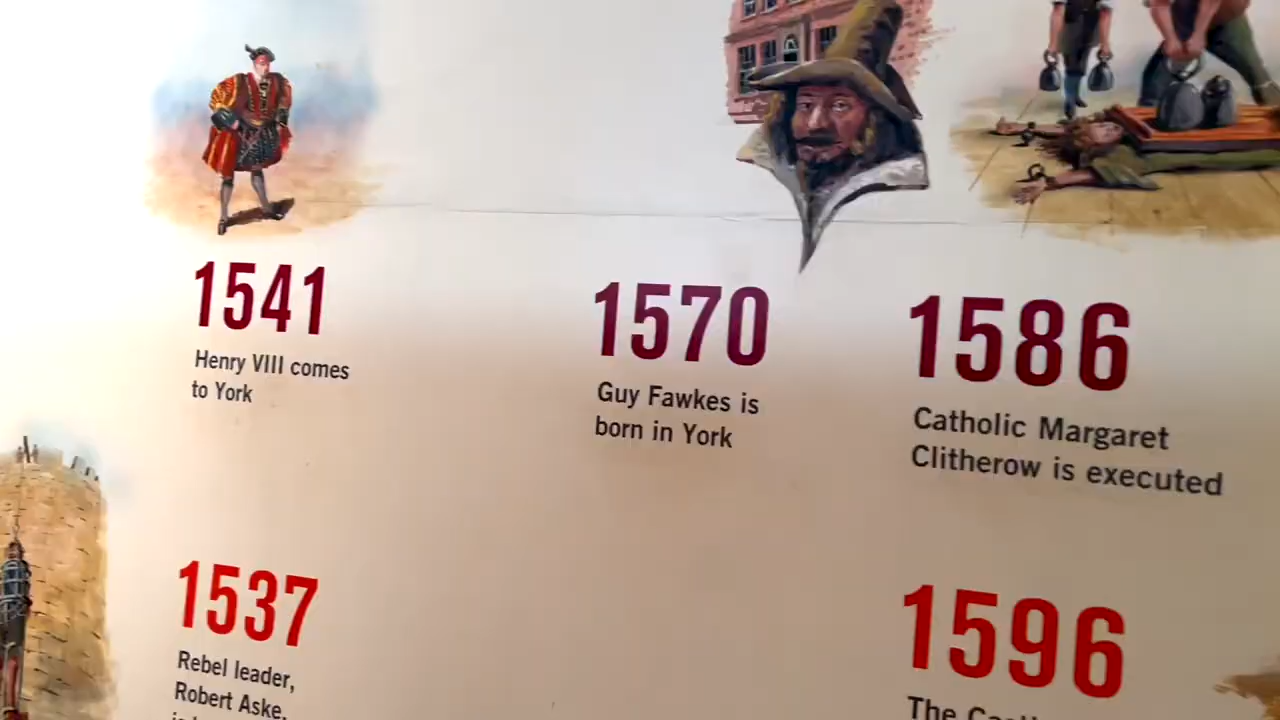 1541
Henry VIII comes
to York
1570
Guy Fawkes is
born in York
1586
Catholic Margaret
Clitherow is executed
1537
Rebel leader,
Robert Aske,
1596
The